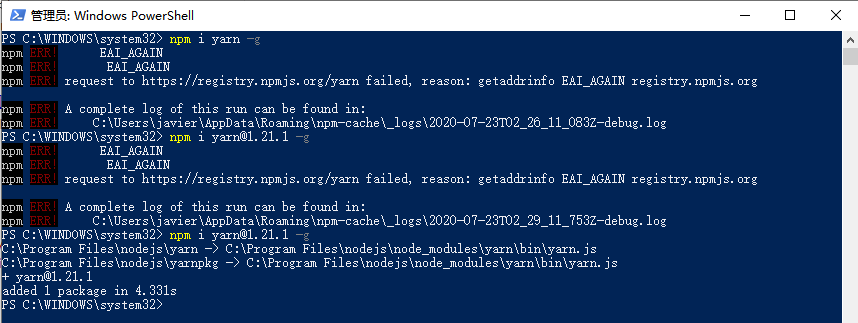 管理员: Windows PowerShell
PS C:\WINDOWS\system32> npm i yarn -g
npm ERR! EAI_AGAIN
npm ERR! EAI_AGAIN
npm ERR! request to https://registry.npmjs.org/yarn failed, reason: getaddrinfo EAI_AGAIN registry.npmjs.org
npm ERR! A complete log of this run can be found in:
npm ERR!     C:\Users\javier\AppData\Roaming\npm-cache\_logs\2020-07-23T02_26_11_083Z-debug.log
PS C:\WINDOWS\system32> npm i yarn@1.21.1 -g
npm ERR! EAI_AGAIN
npm ERR! EAI_AGAIN
npm ERR! request to https://registry.npmjs.org/yarn failed, reason: getaddrinfo EAI_AGAIN registry.npmjs.org
npm ERR! A complete log of this run can be found in:
npm ERR!     C:\Users\javier\AppData\Roaming\npm-cache\_logs\2020-07-23T02_29_11_753Z-debug.log
PS C:\WINDOWS\system32> npm i yarn@1.21.1 -g
C:\Program Files\nodejs\yarn -> C:\Program Files\nodejs\node_modules\yarn\bin\yarn.js
C:\Program Files\nodejs\yarnpkg -> C:\Program Files\nodejs\node_modules\yarn\bin\yarn.js
+ yarn@1.21.1
added 1 package in 4.331s
PS C:\WINDOWS\system32>